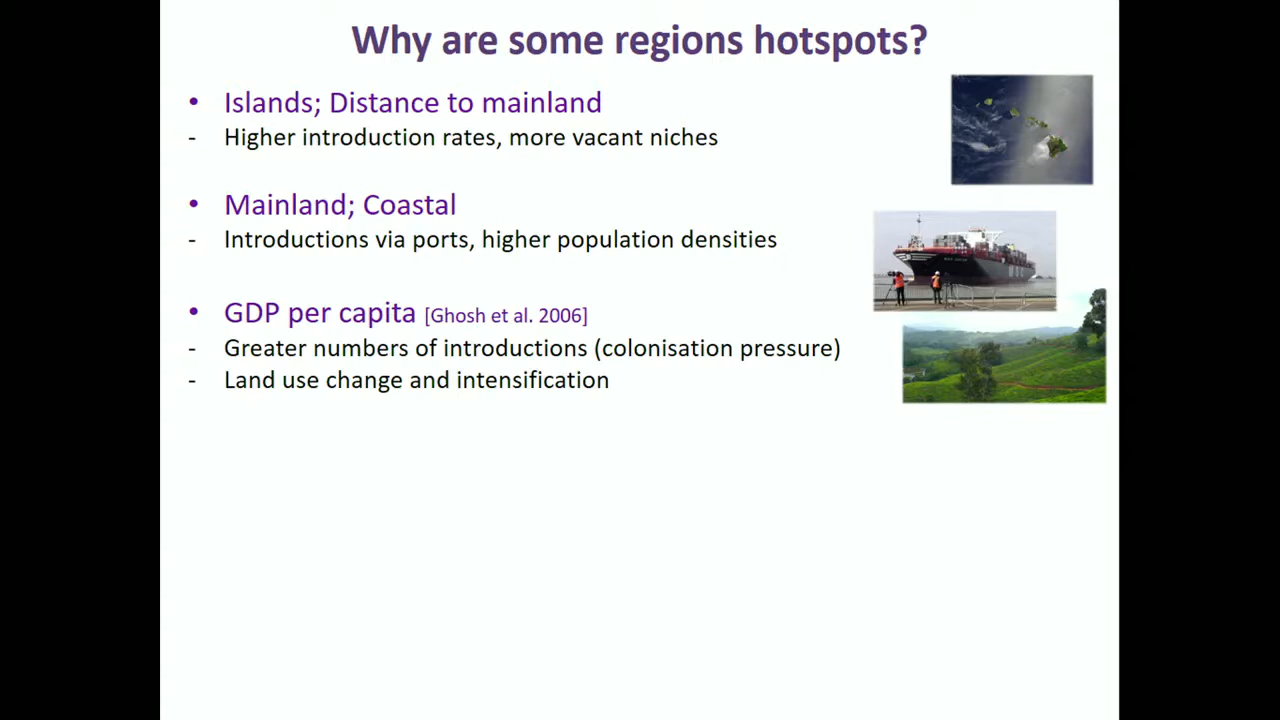 Why are some regions hotspots?
• Islands; Distance to mainland
- Higher introduction rates, more vacant niches
• Mainland; Coastal
- Introductions via ports, higher population densities
• GDP per capita [Ghosh et al. 2006]
- Greater numbers of introductions (colonisation pressure)
- Land use change and intensification